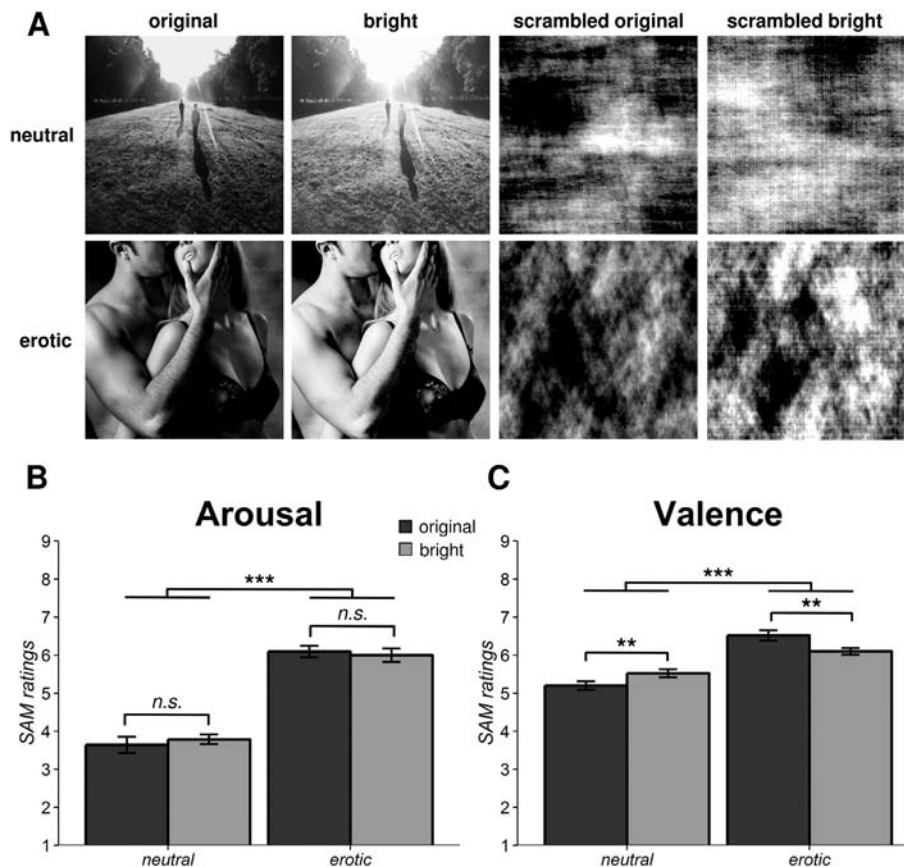 A
original bright scrambled original scrambled bright
neutral
erotic
B
Arousal
original
bright
SAM ratings
9
8
7
6
5
4
3
2
1
***
n.s.
n.s.
neutral erotic
C
Valence
SAM ratings
9
8
7
6
5
4
3
2
1
***
**
**
neutral erotic